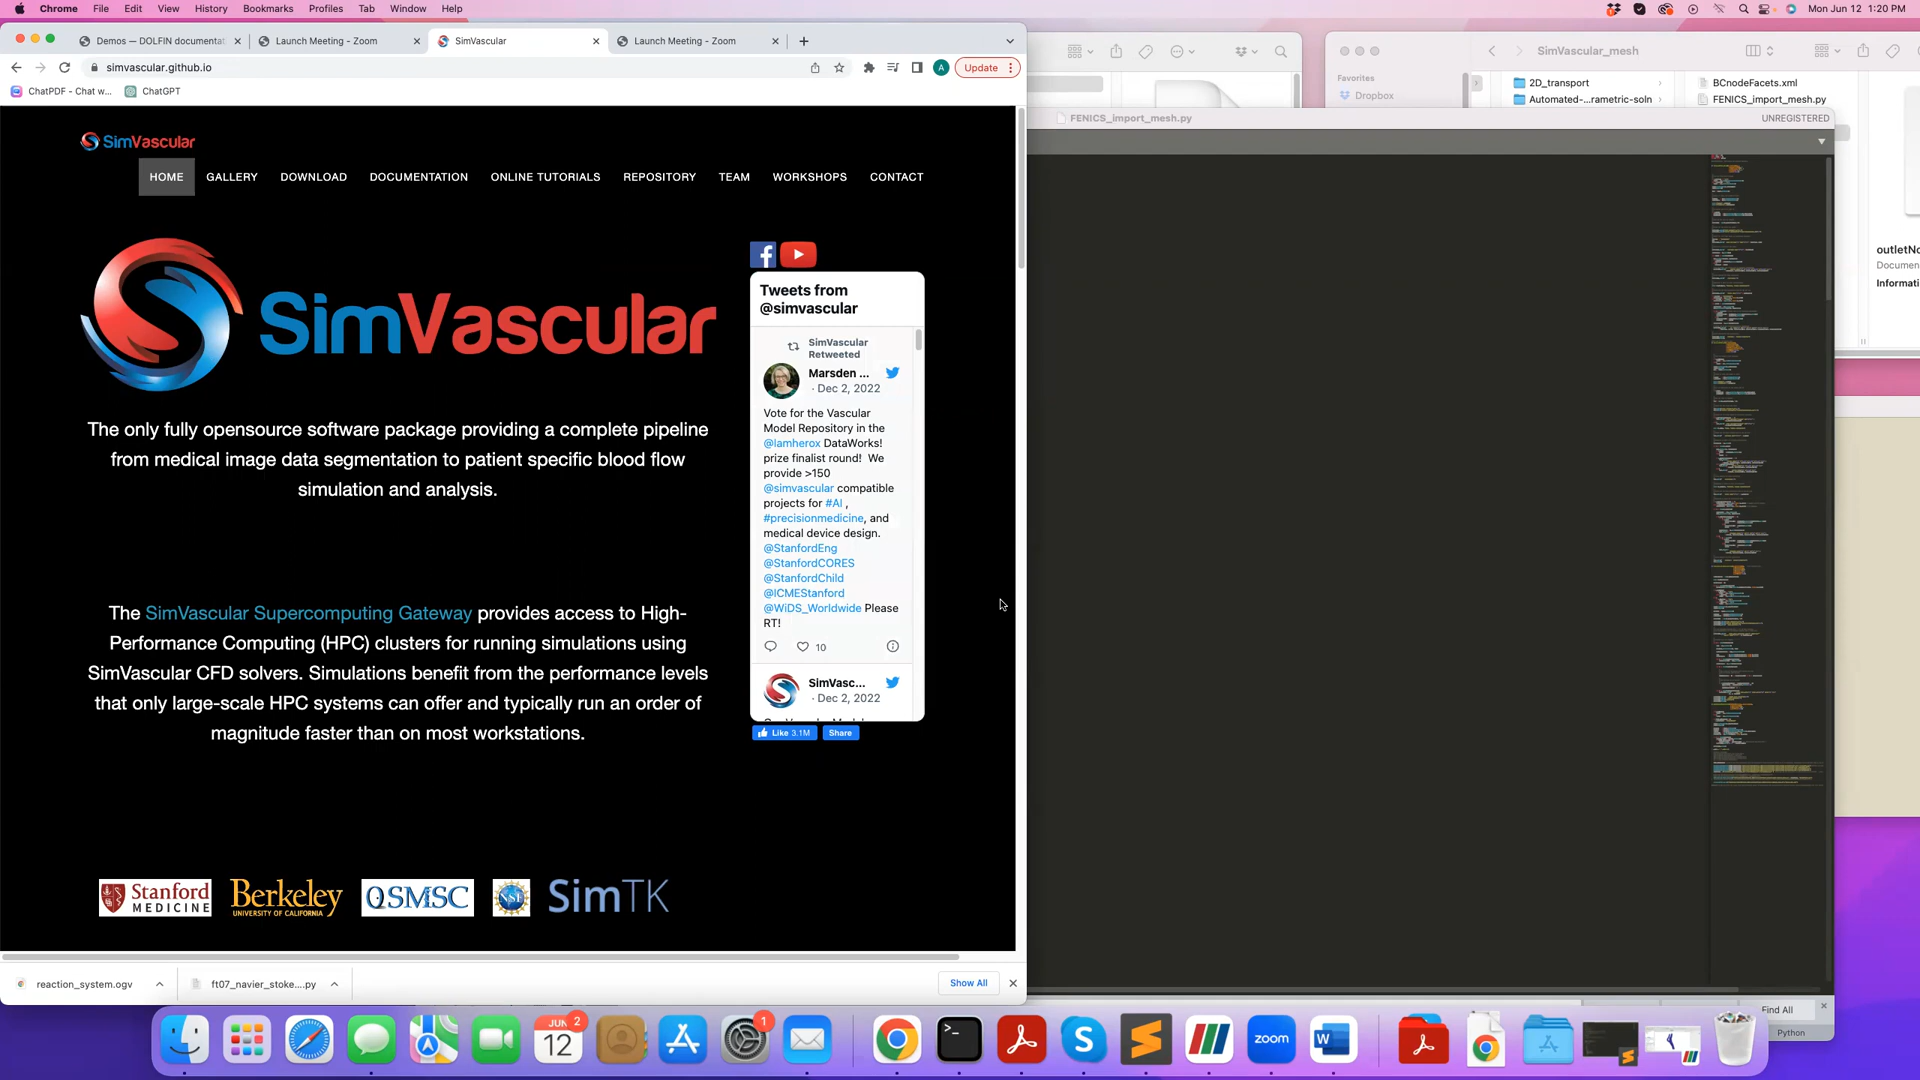 Chrome File Edit View History Bookmarks Profiles Tab Window Help Mon Jun 12 1:20 PM
Demos — DOLFIN documentat Launch Meeting - Zoom SimVascular Launch Meeting - Zoom
simvascular.github.io Update
ChatPDF - Chat w... ChatGPT
SimVascular
HOME GALLERY DOWNLOAD DOCUMENTATION ONLINE TUTORIALS REPOSITORY TEAM WORKSHOPS CONTACT
SimVascular
The only fully opensource software package providing a complete pipeline
from medical image data segmentation to patient specific blood flow
simulation and analysis.
The SimVascular Supercomputing Gateway provides access to High-
Performance Computing (HPC) clusters for running simulations using
SimVascular CFD solvers. Simulations benefit from the performance levels
that only large-scale HPC systems can offer and typically run an order of
magnitude faster than on most workstations.
Tweets from
@simvascular
SimVascular
Retweeted
Marsden ...
· Dec 2, 2022
Vote for the Vascular
Model Repository in the
@Iamherox DataWorks!
prize finalist round! We
provide >150
@simvascular compatible
projects for #AI ,
#precisionmedicine, and
medical device design.
@StanfordEng
@StanfordCORES
@StanfordChild
@ICMEStanford
@WiDS_Worldwide Please
RT!
10
SimVasc...
· Dec 2, 2022
Like 3.1M Share
Stanford
MEDICINE
Berkeley
UNIVERSITY OF CALIFORNIA
OSMSC
NSF
SimTK
reaction_system.ogv ft07_navier_stoke....py Show All
SimVascular_mesh
Favorites
Dropbox
2D_transport
Automated-...rametric-soln
BCnodeFacets.xml
FENICS_import_mesh.py
FENICS_import_mesh.py UNREGISTERED
outletNo
Documen
Informati
Find All
Python
JUN 2
12
1
zoom
W